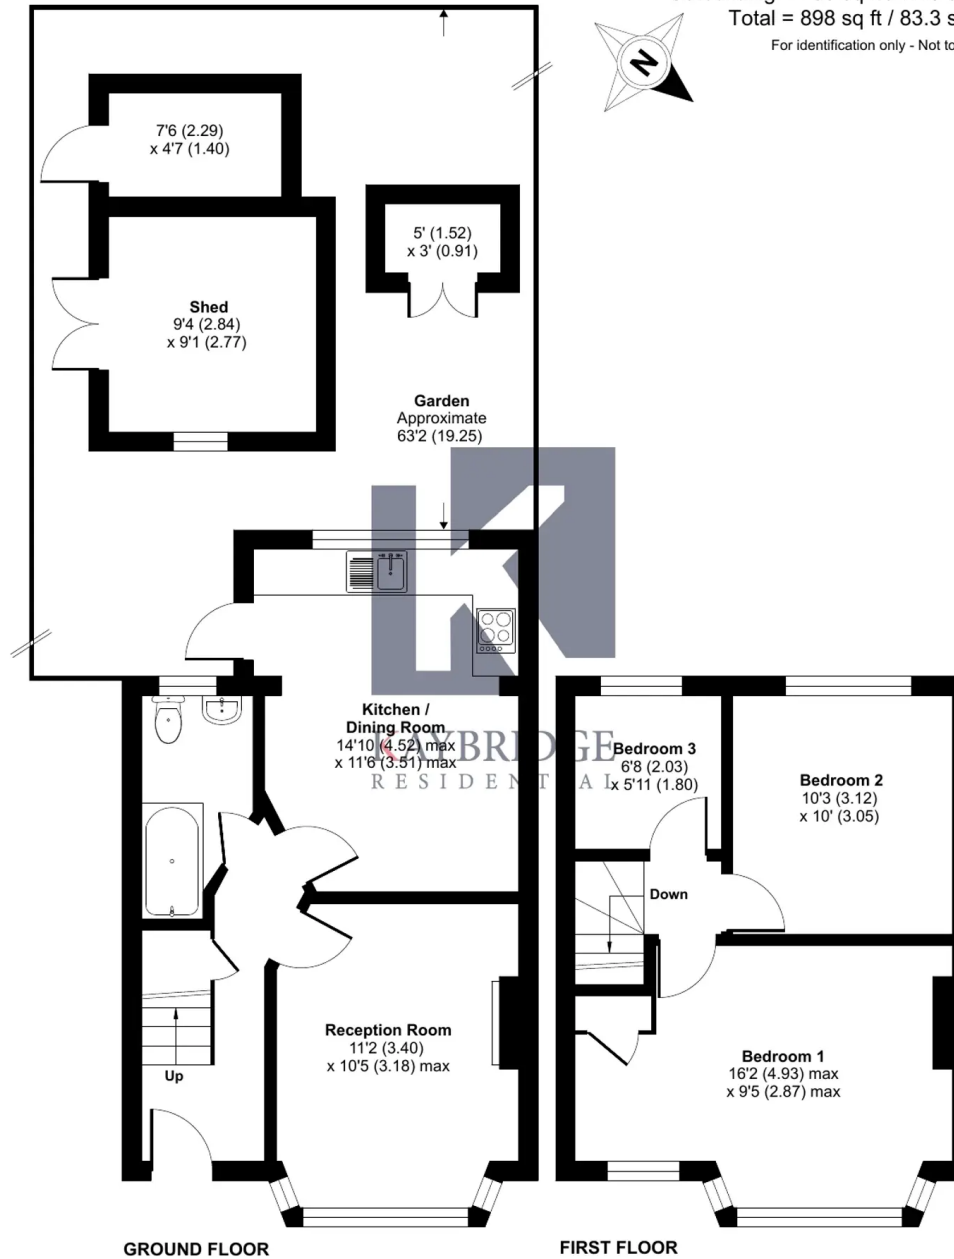 Total = 898 sq ft / 83.3 s
For identification only - Not to
N
7'6 (2.29)
x 4'7 (1.40)
5' (1.52)
x 3' (0.91)
Shed
9'4 (2.84)
x 9'1 (2.77)
Garden
Approximate
63'2 (19.25)
Kitchen /
Dining Room
14'10 (4.52) max
x 11'6 (3.51) max
KAYBRIDGE
RESIDENTIAL
Bedroom 3
6'8 (2.03)
x 5'11 (1.80)
Bedroom 2
10'3 (3.12)
x 10' (3.05)
Down
Reception Room
11'2 (3.40)
x 10'5 (3.18) max
Up
Bedroom 1
16'2 (4.93) max
x 9'5 (2.87) max
GROUND FLOOR
FIRST FLOOR